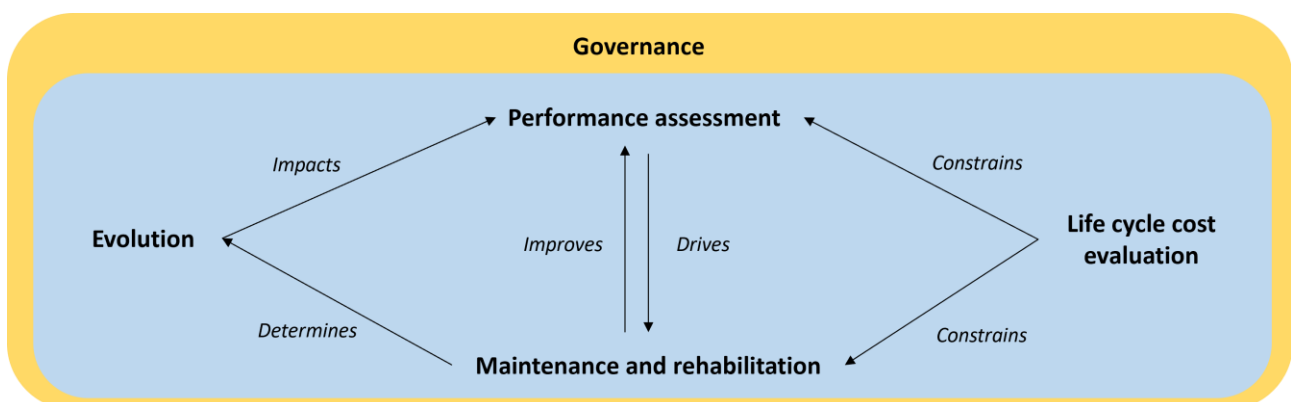 Governance
Performance assessment
Impacts
Constrains
Evolution
Improves
Drives
Life cycle cost
evaluation
Determines
Constrains
Maintenance and rehabilitation